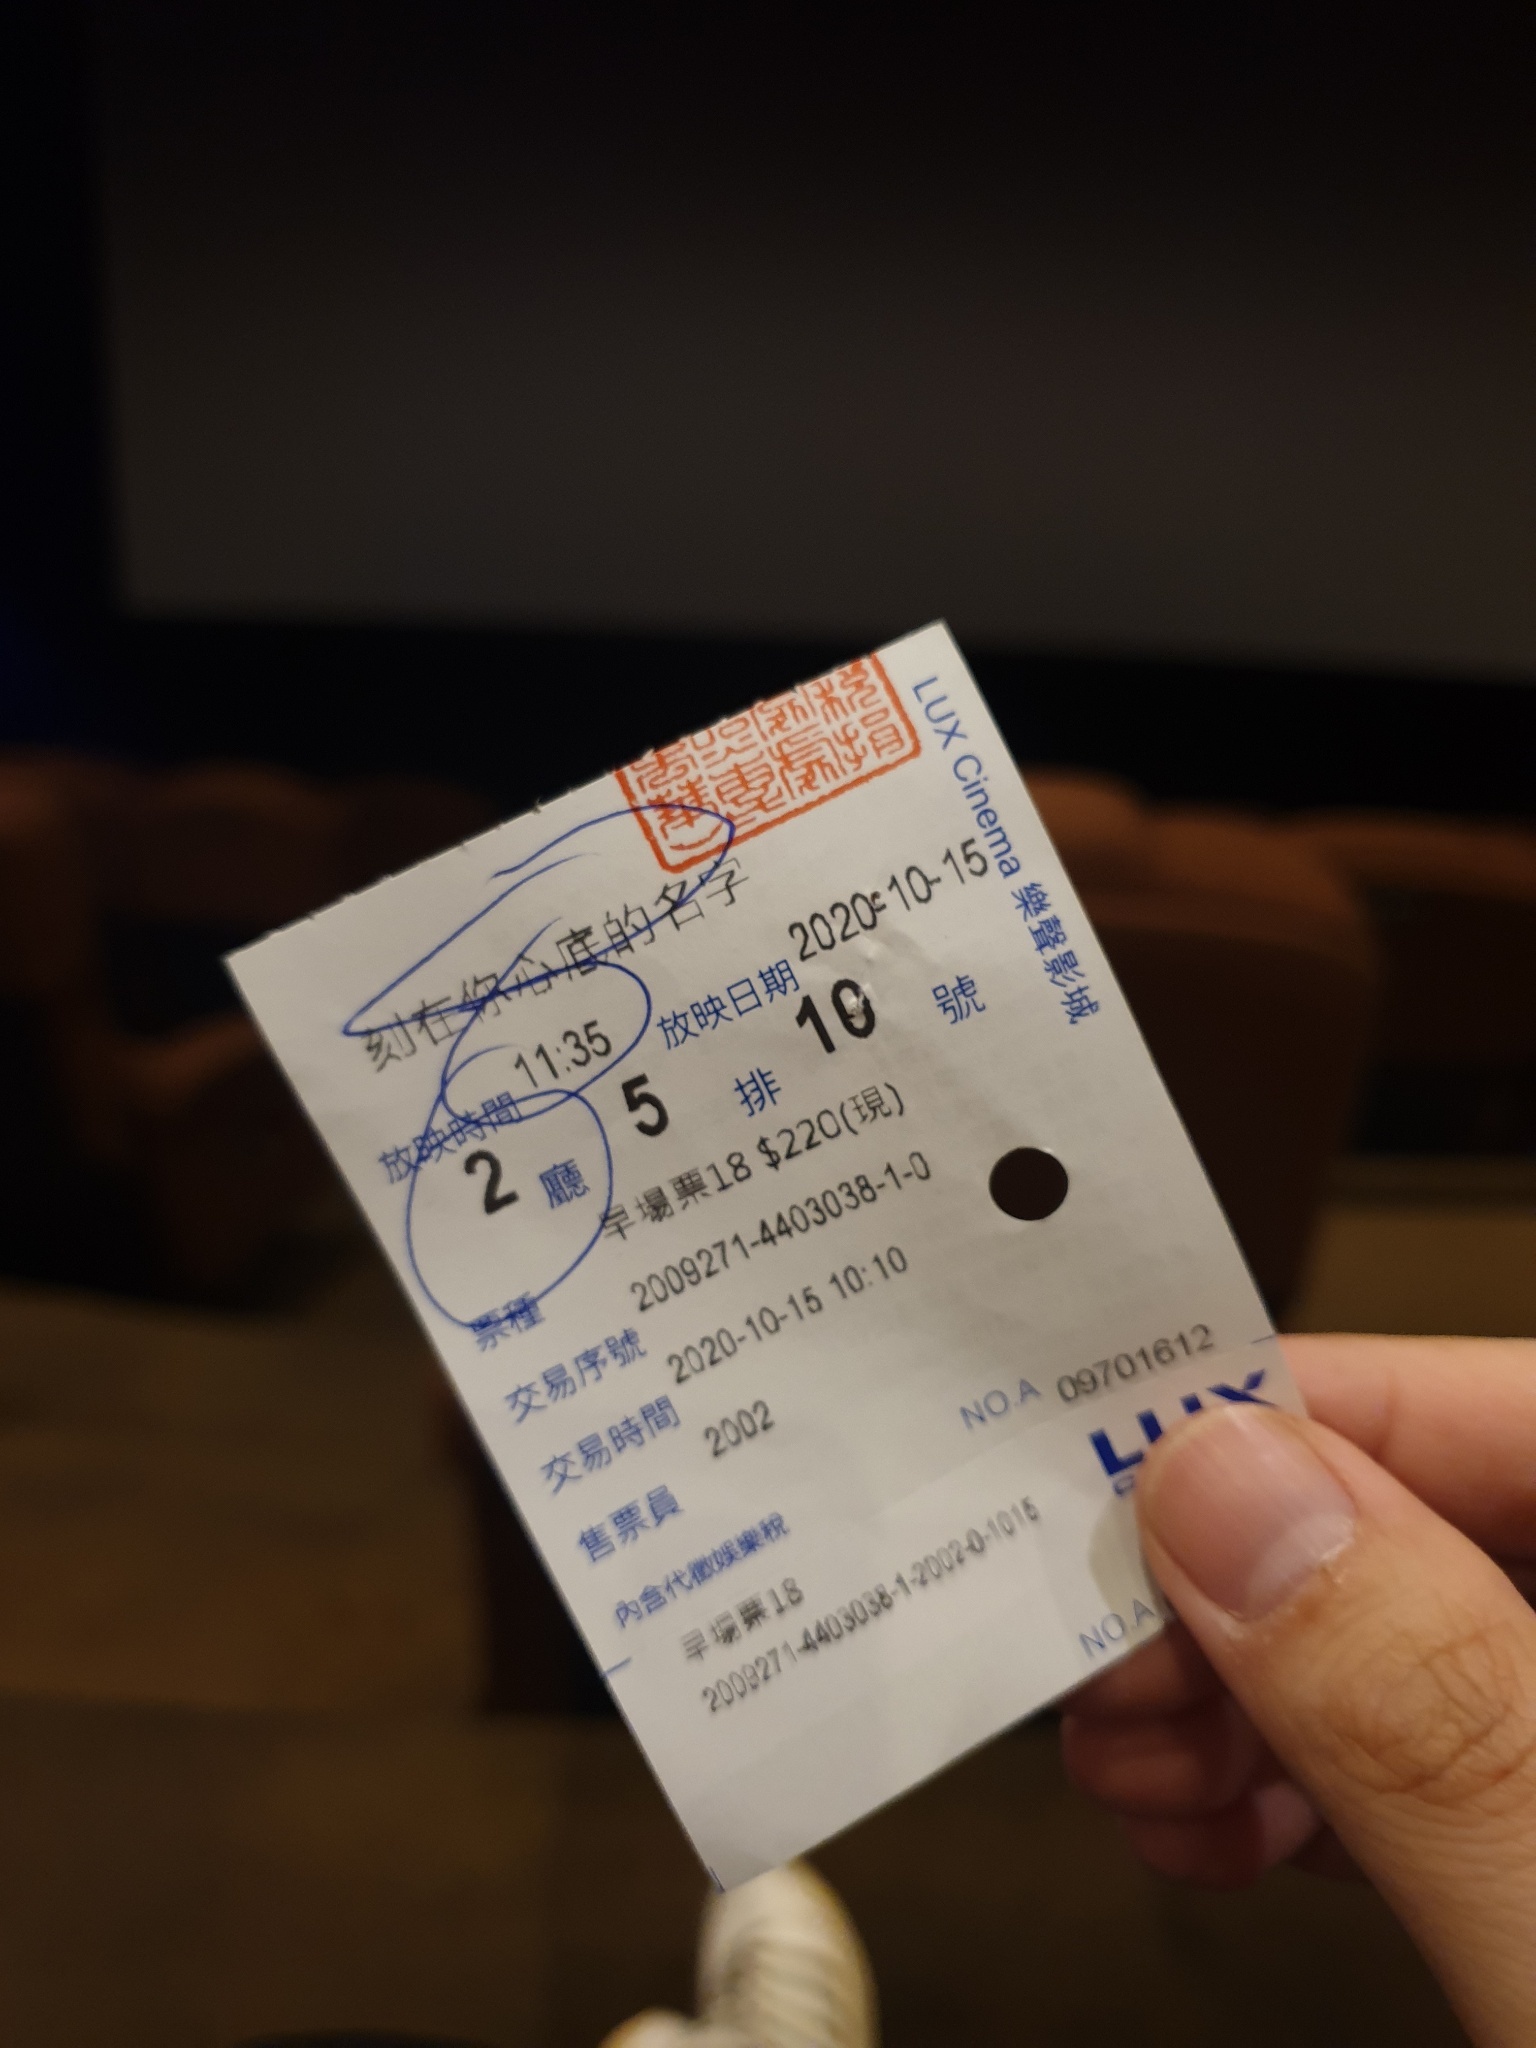 LUX Cinema 樂聲影城
刻在你心底的名字
放映時間 11:35 放映日期 2020-10-15
2 廳 5 排 10 號
票種 早場票18 $220(現)
交易序號 2009271-4403038-1-0
交易時間 2020-10-15 10:10
售票員 2002
內含代徵娛樂稅
NO.A 09701612
LUX
早場票18
2009271-4403038-1-2002-0-1015
NO.A